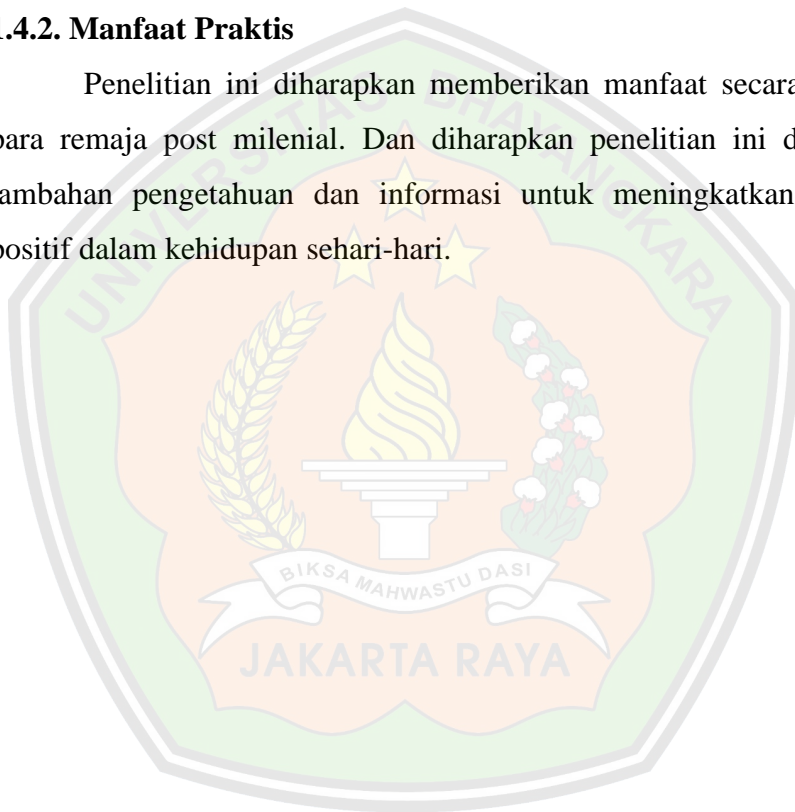 1.4.2. Manfaat Praktis
Penelitian ini diharapkan memberikan manfaat secara
para remaja post milenial. Dan diharapkan penelitian ini d
tambahan pengetahuan dan informasi untuk meningkatkan
positif dalam kehidupan sehari-hari.
UNIVERSITAS BHAYANGKARA
BIKSA MAHWASTU DASI
JAKARTA RAYA